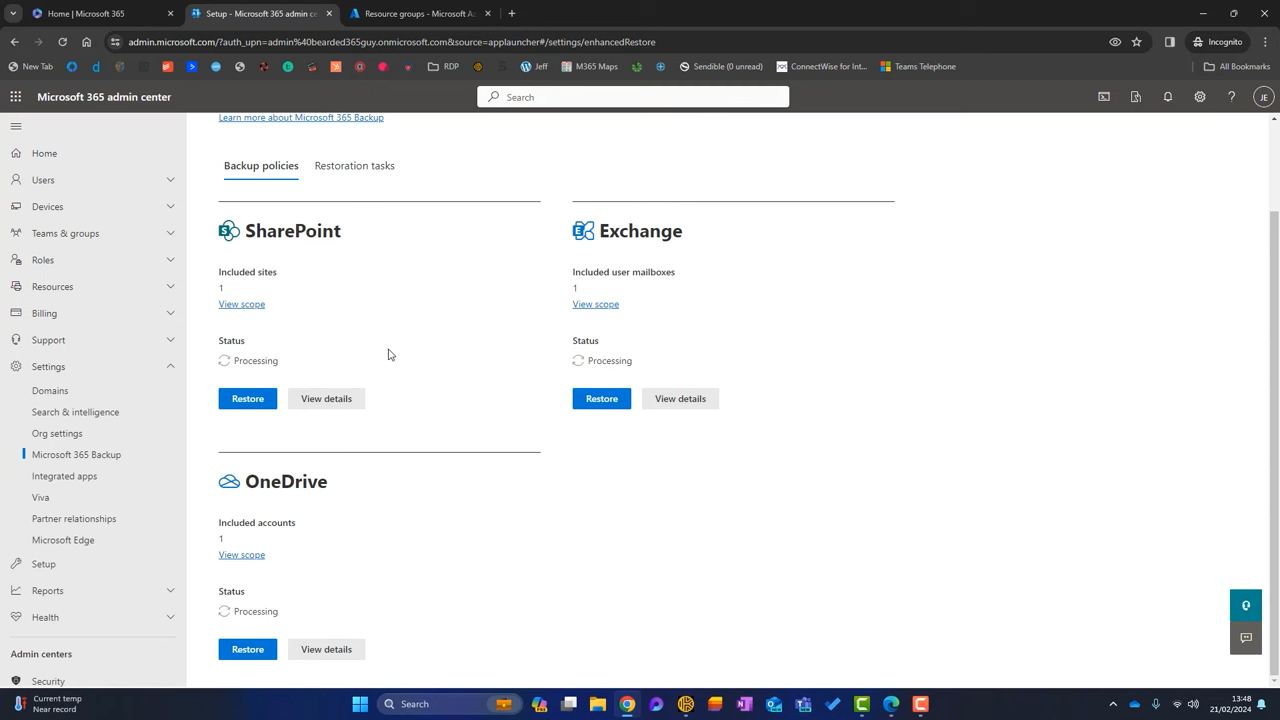 Home | Microsoft 365
Setup - Microsoft 365 admin cen
Resource groups - Microsoft A
admin.microsoft.com/?auth_upn=admin%40bearded365guy.onmicrosoft.com&source=applauncher#/settings/enhancedRestore
Incognito
New Tab
RDP
Jeff
M365 Maps
Sendible (0 unread)
ConnectWise for Int...
Teams Telephone
All Bookmarks
Microsoft 365 admin center
Search
JE
Learn more about Microsoft 365 Backup
Home
Users
Devices
Teams & groups
Roles
Resources
Billing
Support
Settings
Domains
Search & intelligence
Org settings
Microsoft 365 Backup
Integrated apps
Viva
Partner relationships
Microsoft Edge
Setup
Reports
Health
Admin centers
Security
Backup policies
Restoration tasks
SharePoint
Included sites
1
View scope
Status
Processing
Restore
View details
Exchange
Included user mailboxes
1
View scope
Status
Processing
Restore
View details
OneDrive
Included accounts
1
View scope
Status
Processing
Restore
View details
Current temp
Near record
Search
13:48
21/02/2024